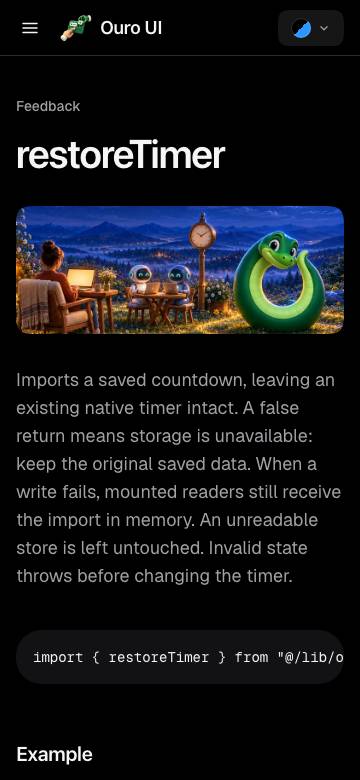 Ouro UI
Feedback
restoreTimer
Imports a saved countdown, leaving an
existing native timer intact. A false
return means storage is unavailable:
keep the original saved data. When a
write fails, mounted readers still receive
the import in memory. An unreadable
store is left untouched. Invalid state
throws before changing the timer.
import { restoreTimer } from "@/lib/o
Example